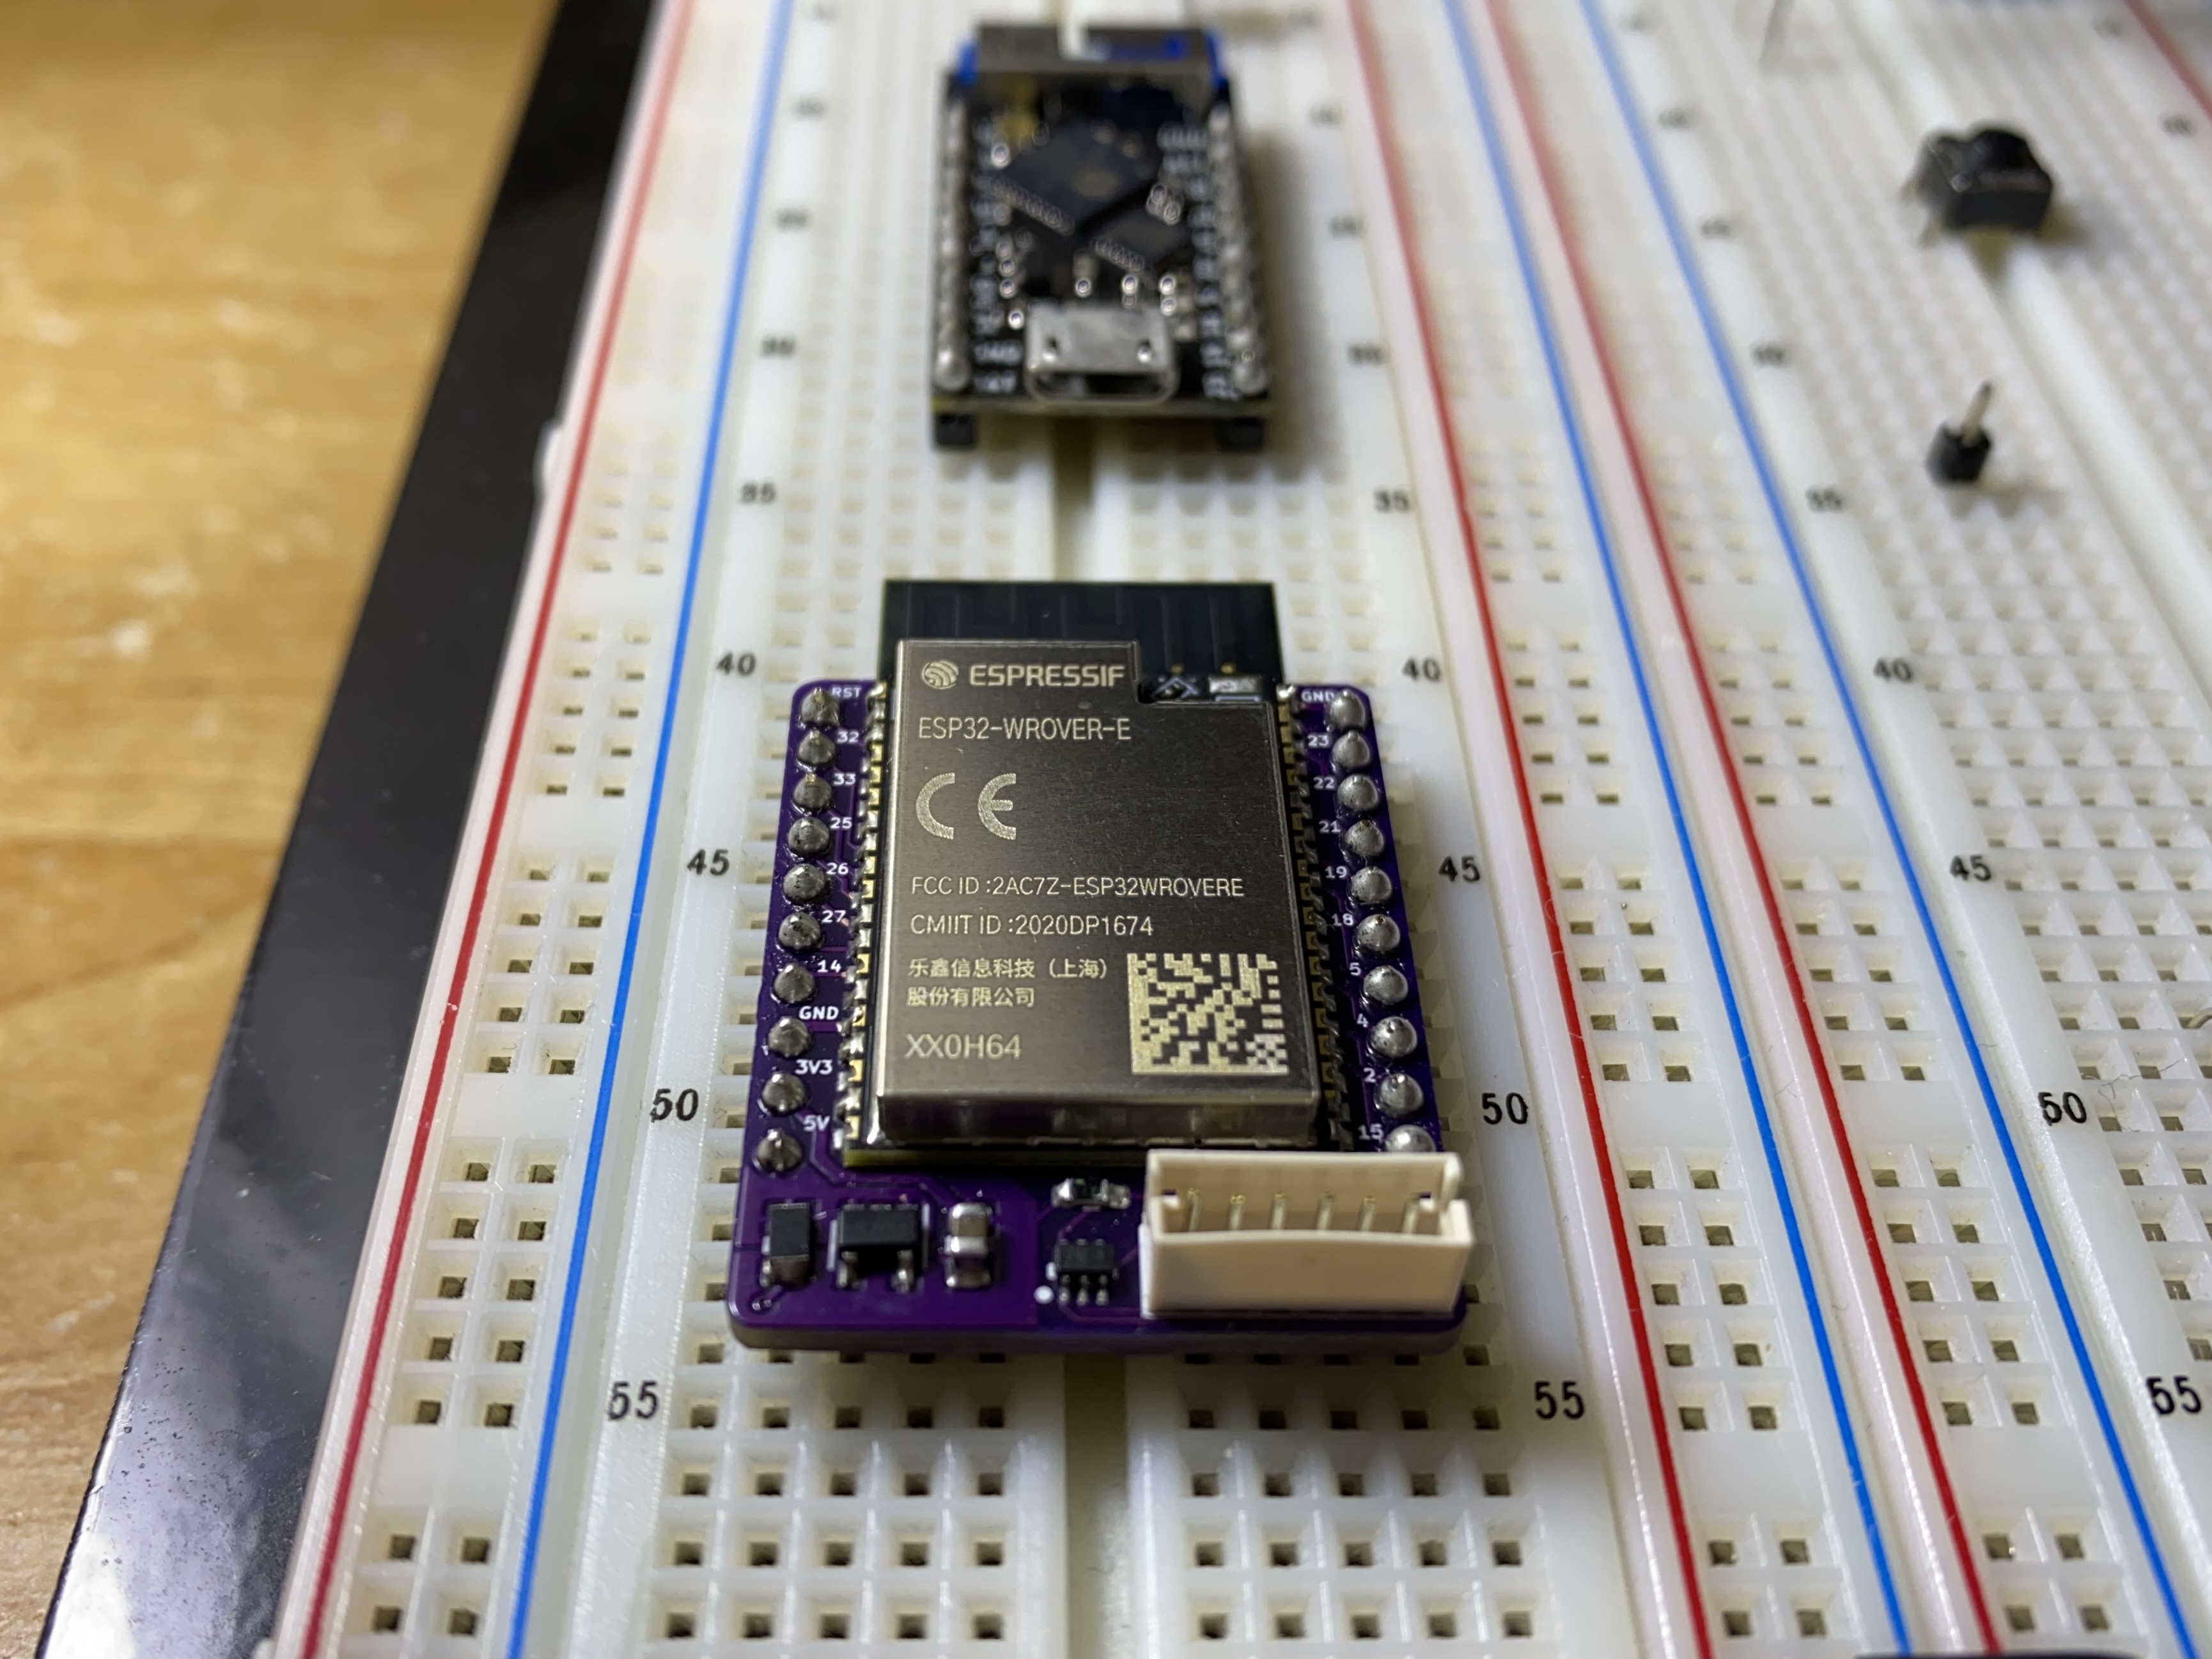 35
35
35
40
40
40
ESPRESSIF
ESP32-WROVER-E
CE
FCC ID :2AC7Z-ESP32WROVERE
CMIIT ID :2020DP1674
乐鑫信息科技（上海）
股份有限公司
XX0H64
RST
32
33
25
26
27
14
GND
3V3
5V
GND
23
22
21
19
18
5
4
2
15
45
45
45
50
50
50
55
55
55